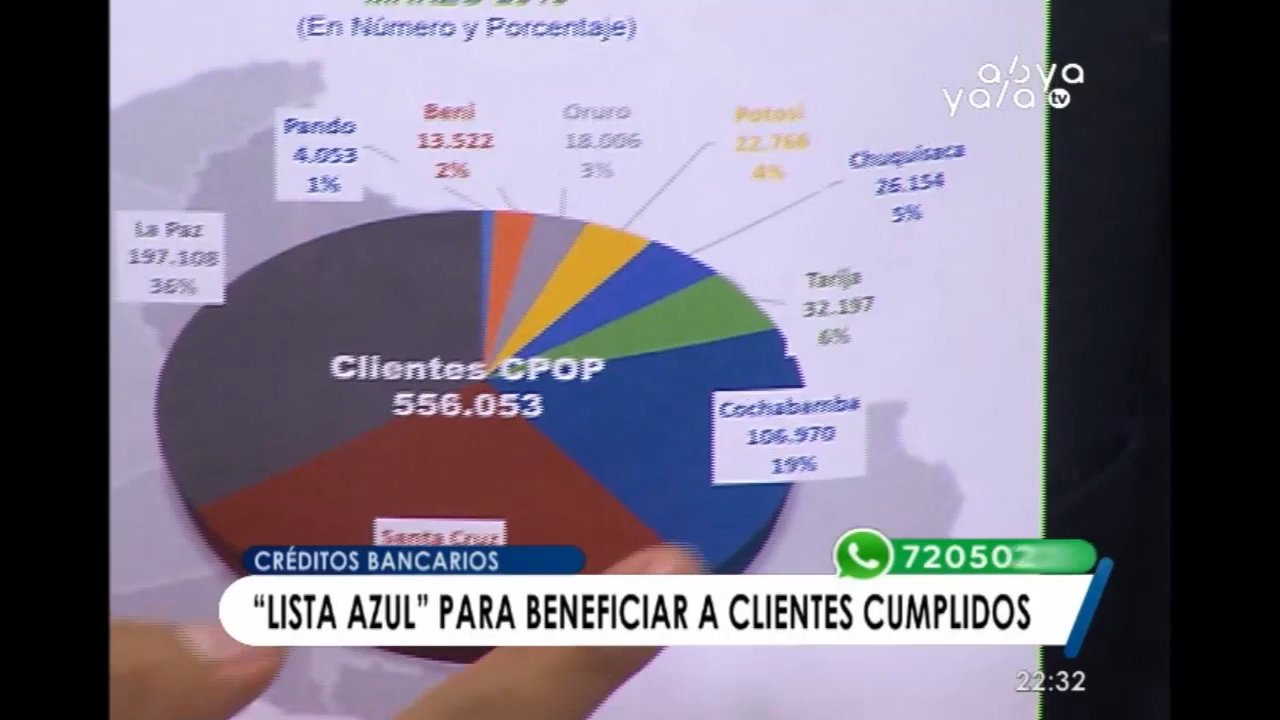 (En Número y Porcentaje)
abya
yala tv
Pando
4.053
1%
Beni
13.522
2%
Oruro
18.006
3%
Potosí
22.766
4%
Chuquisaca
26.154
5%
La Paz
197.108
36%
Tarija
32.197
6%
Clientes CPOP
556.053
Cochabamba
106.970
19%
Santa Cruz
CRÉDITOS BANCARIOS
720502
“LISTA AZUL” PARA BENEFICIAR A CLIENTES CUMPLIDOS
22:32